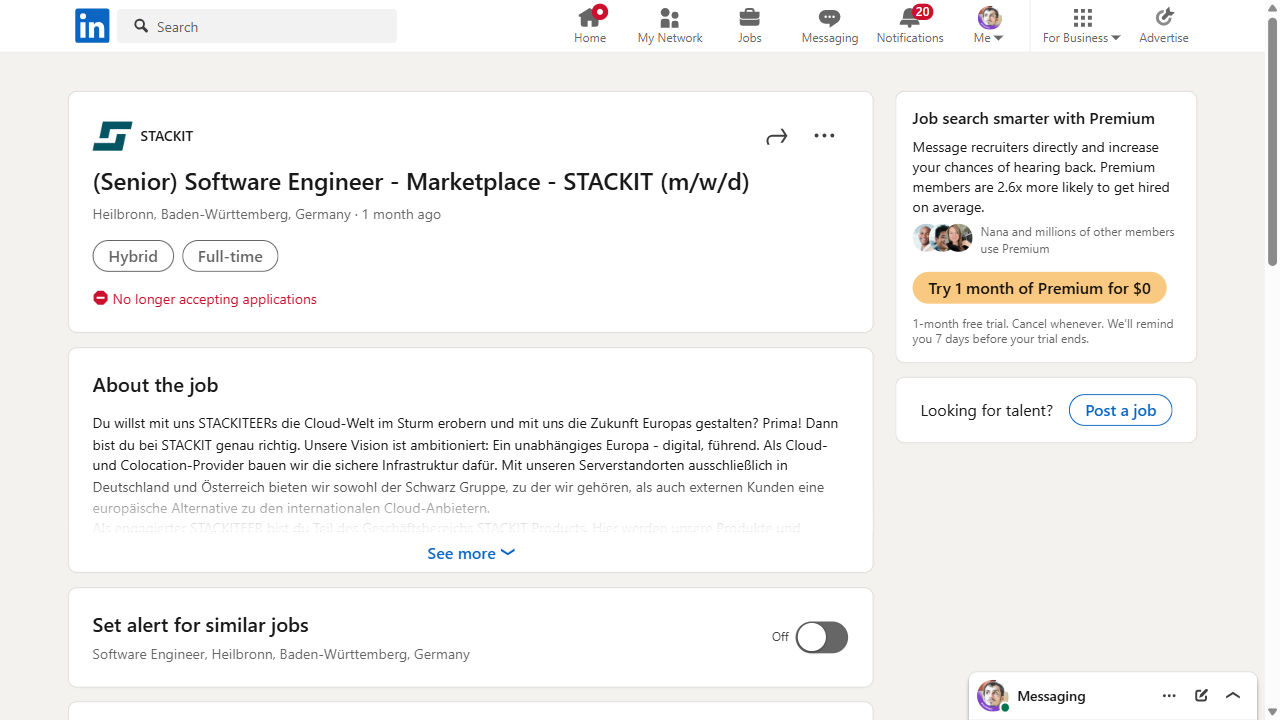 in
Search
Home
My Network
Jobs
Messaging
20
Notifications
Me
For Business
Advertise
STACKIT
(Senior) Software Engineer - Marketplace - STACKIT (m/w/d)
Heilbronn, Baden-Württemberg, Germany · 1 month ago
Hybrid
Full-time
No longer accepting applications
About the job
Du willst mit uns STACKITEERs die Cloud-Welt im Sturm erobern und mit uns die Zukunft Europas gestalten? Prima! Dann
bist du bei STACKIT genau richtig. Unsere Vision ist ambitioniert: Ein unabhängiges Europa - digital, führend. Als Cloud-
und Colocation-Provider bauen wir die sichere Infrastruktur dafür. Mit unseren Serverstandorten ausschließlich in
Deutschland und Österreich bieten wir sowohl der Schwarz Gruppe, zu der wir gehören, als auch externen Kunden eine
europäische Alternative zu den internationalen Cloud-Anbietern.
Als engagierter STACKITEER bist du Teil des Geschäftsbereichs STACKIT Products. Hier werden unsere Produkte und
See more
Set alert for similar jobs
Software Engineer, Heilbronn, Baden-Württemberg, Germany
Off
Job search smarter with Premium
Message recruiters directly and increase
your chances of hearing back. Premium
members are 2.6x more likely to get hired
on average.
Nana and millions of other members
use Premium
Try 1 month of Premium for $0
1-month free trial. Cancel whenever. We’ll remind
you 7 days before your trial ends.
Looking for talent?
Post a job
Messaging